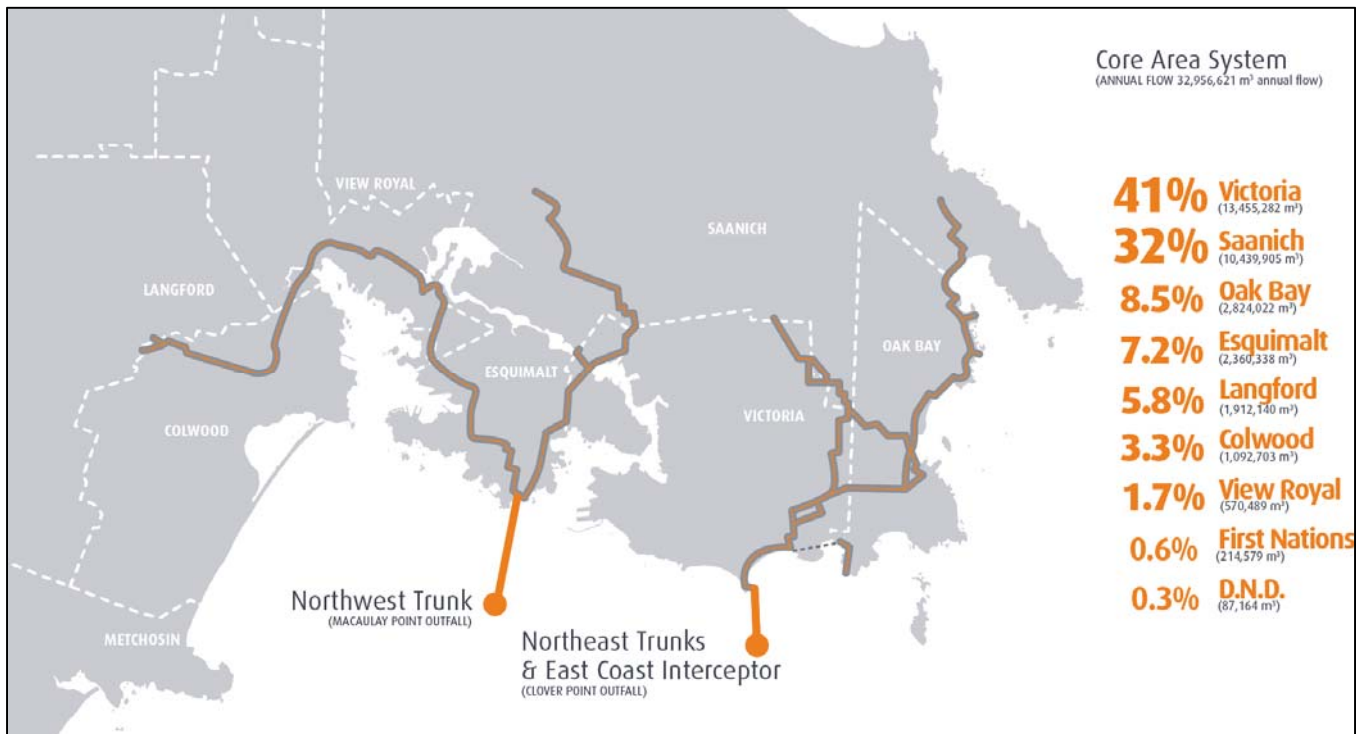 Core Area System
(ANNUAL FLOW 32,956,621 m³ annual flow)
41% Victoria
(13,455,282 m³)
32% Saanich
(10,439,905 m³)
8.5% Oak Bay
(2,824,022 m³)
7.2% Esquimalt
(2,360,338 m³)
5.8% Langford
(1,912,140 m³)
3.3% Colwood
(1,092,703 m³)
1.7% View Royal
(570,489 m³)
0.6% First Nations
(214,579 m³)
0.3% D.N.D.
(87,164 m³)
VIEW ROYAL
SAANICH
LANGFORD
OAK BAY
ESQUIMALT
VICTORIA
COLWOOD
METCHOSIN
Northwest Trunk
(MACAULAY POINT OUTFALL)
Northeast Trunks
& East Coast Interceptor
(CLOVER POINT OUTFALL)